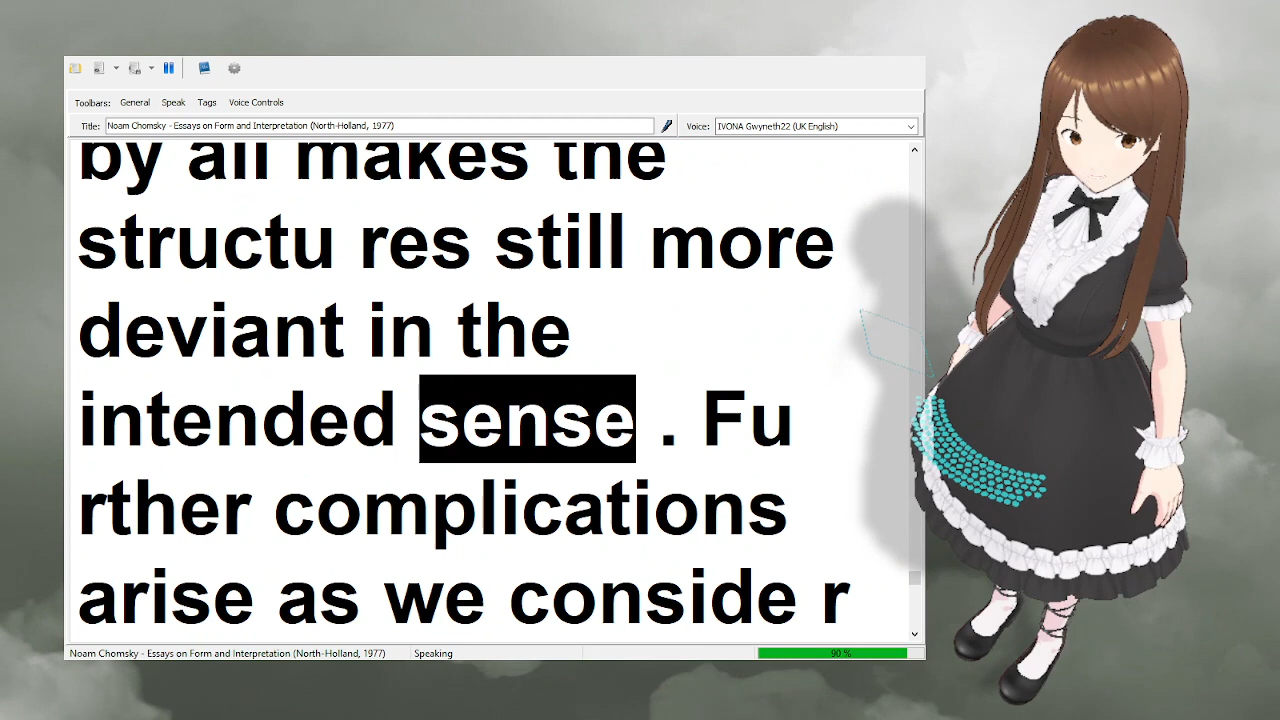 Toolbars: General Speak Tags Voice Controls
Title: Noam Chomsky - Essays on Form and Interpretation (North-Holland, 1977) Voice: IVONA Gwyneth22 (UK English)
by all makes the
structu res still more
deviant in the
intended sense . Fu
rther complications
arise as we conside r
Noam Chomsky - Essays on Form and Interpretation (North-Holland, 1977) Speaking 90 %